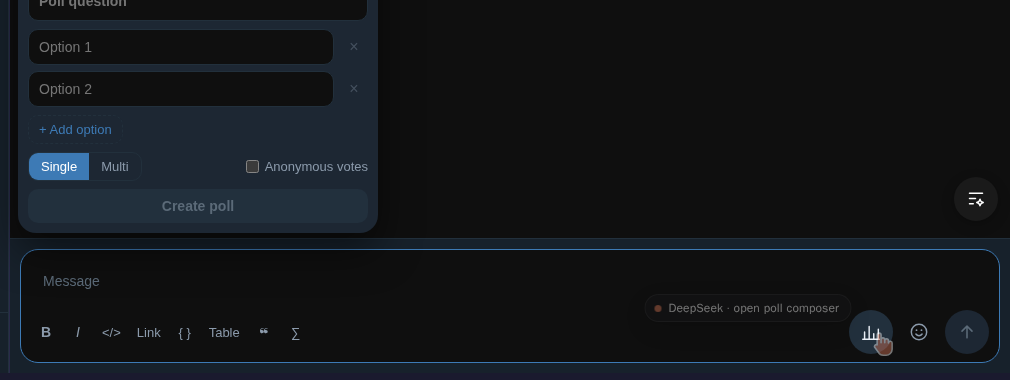 Poll question
Option 1 ×
Option 2 ×
+ Add option
Single Multi Anonymous votes
Create poll
Message
DeepSeek · open poll composer
B I </> Link { } Table ❝ ∑